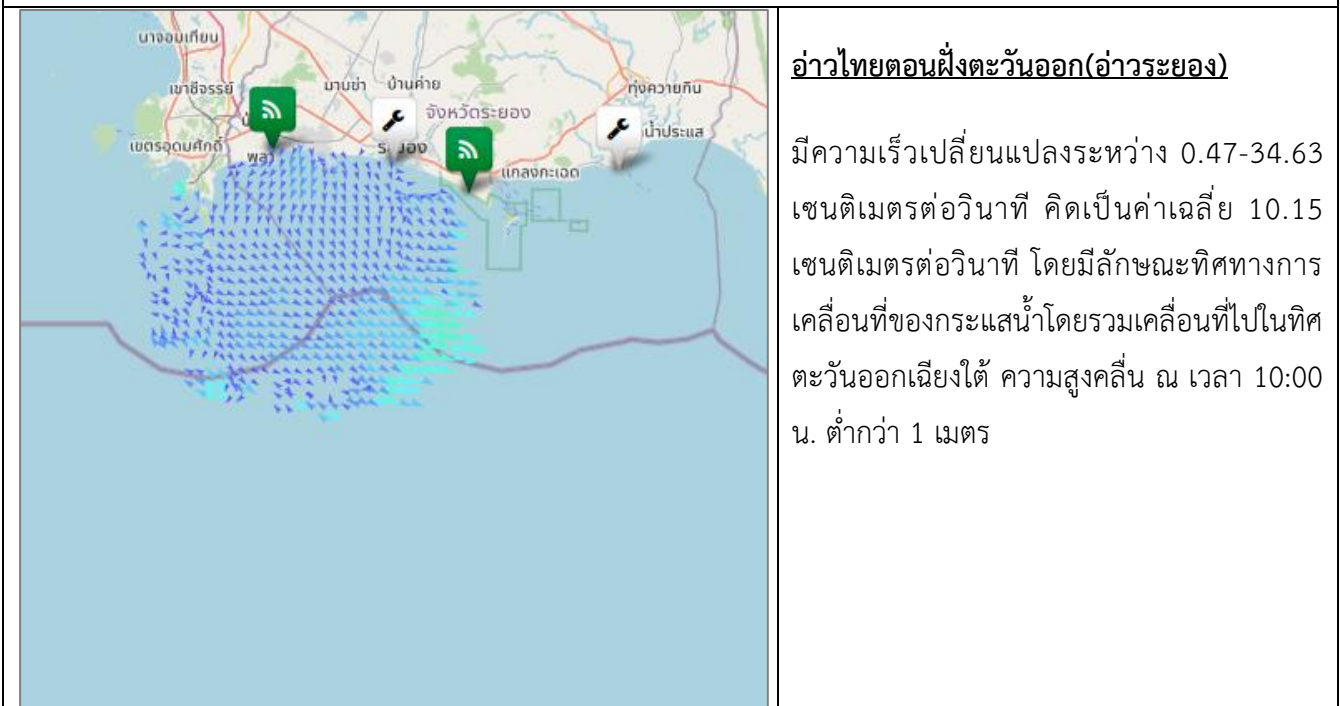 นาจอมเทียน
เขาชีจรรย์
มาบข่า
บ้านค่าย
ทุ่งควายกิน
จังหวัดระยอง
เขตรอุดมศักดิ์
พลา
แกลงกะเฉด
น้ำประแส
อ่าวไทยตอนฝั่งตะวันออก(อ่าวระยอง)
มีความเร็วเปลี่ยนแปลงระหว่าง 0.47-34.63
เซนติเมตรต่อวินาที คิดเป็นค่าเฉลี่ย 10.15
เซนติเมตรต่อวินาที โดยมีลักษณะทิศทางการ
เคลื่อนที่ของกระแสน้ำโดยรวมเคลื่อนที่ไปในทิศ
ตะวันออกเฉียงใต้ ความสูงคลื่น ณ เวลา 10:00
น. ต่ำกว่า 1 เมตร